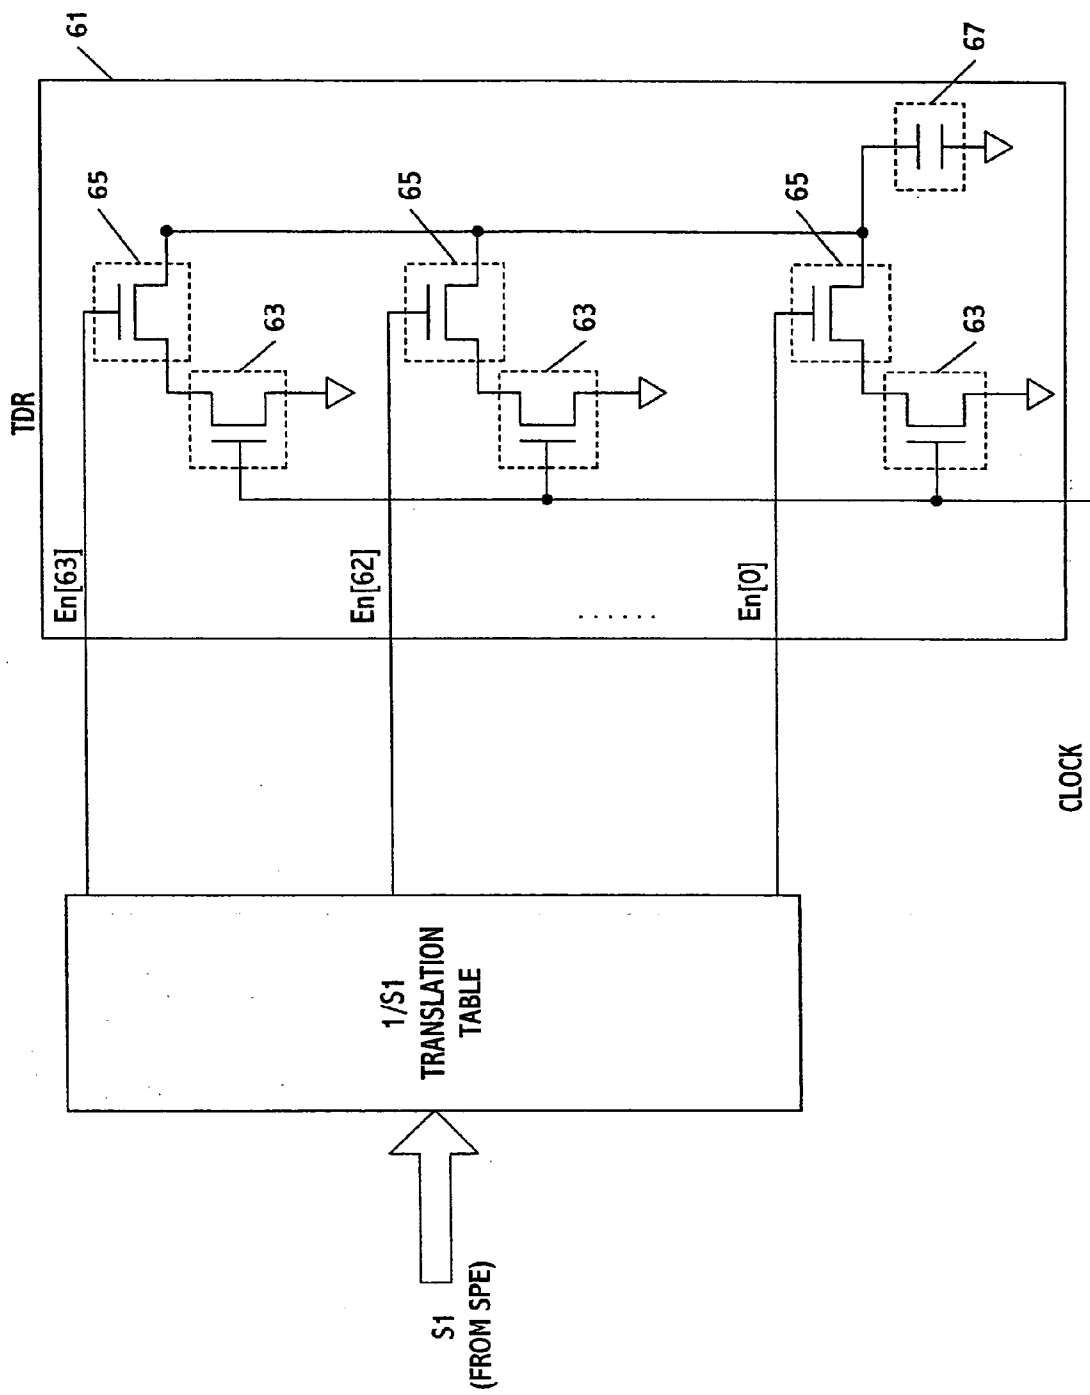 S1
(FROM SPE)
1/S1
TRANSLATION
TABLE
TDR
61
En[63]
65
63
En[62]
65
63
......
En[0]
65
63
67
CLOCK